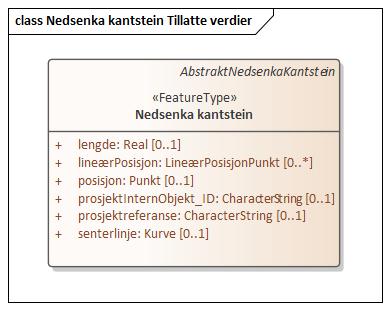 class Nedsenka kantstein Tillatte verdier
AbstraktNedsenkaKantstein
«FeatureType»
Nedsenka kantstein
+ lengde: Real [0..1]
+ lineærPosisjon: LineærPosisjonPunkt [0..*]
+ posisjon: Punkt [0..1]
+ prosjektInternObjekt_ID: CharacterString [0..1]
+ prosjektreferanse: CharacterString [0..1]
+ senterlinje: Kurve [0..1]